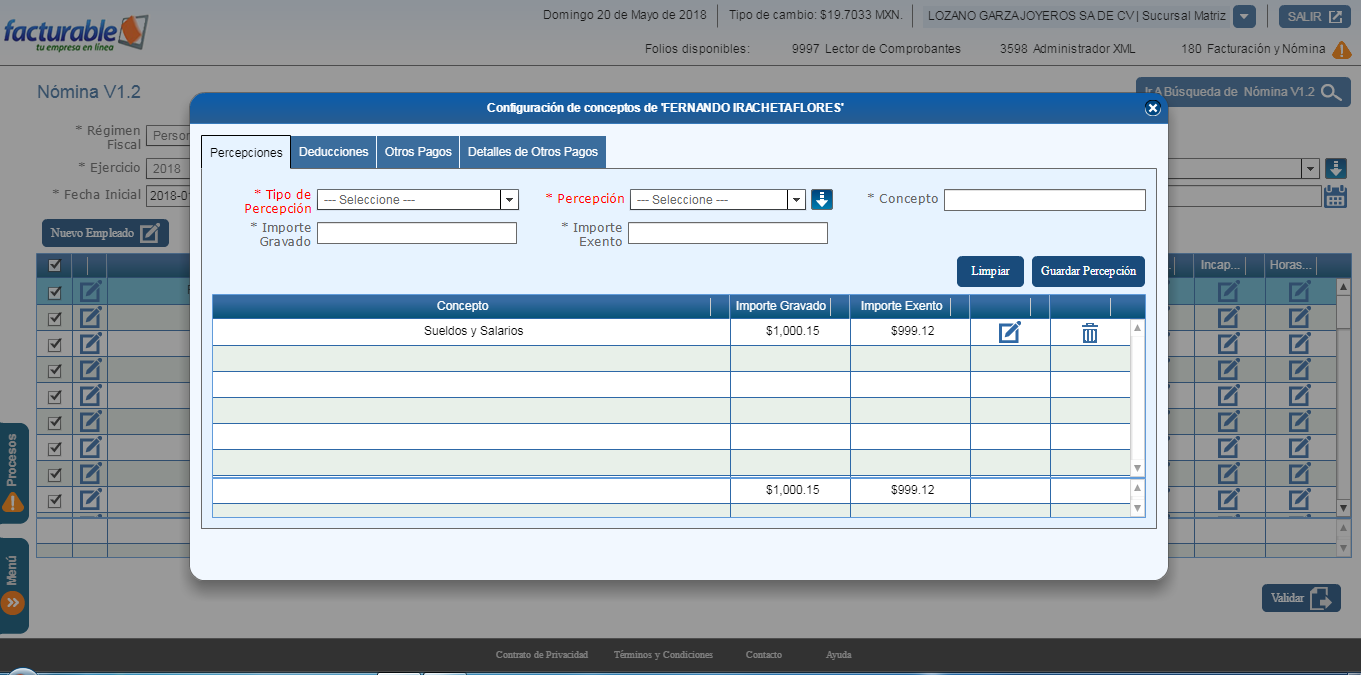 Domingo 20 de Mayo de 2018
Tipo de cambio: $19.7033 MXN.
LOZANO GARZAJOYEROS SA DE CV | Sucursal Matriz
SALIR
facturable
tu empresa en línea
Folios disponibles:
9997 Lector de Comprobantes
3598 Administrador XML
180 Facturación y Nómina
Nómina V1.2
Ir A Búsqueda de Nómina V1.2
Configuración de conceptos de 'FERNANDO IRACHETAFLORES'
* Régimen Fiscal
Person
* Ejercicio
2018
* Fecha Inicial
2018-0
Nuevo Empleado
Percepciones
Deducciones
Otros Pagos
Detalles de Otros Pagos
* Tipo de Percepción
--- Seleccione ---
* Percepción
--- Seleccione ---
* Concepto
* Importe Gravado
* Importe Exento
Limpiar
Guardar Percepción
Incap...
Horas...
Concepto
Importe Gravado
Importe Exento
Sueldos y Salarios
$1,000.15
$999.12
$1,000.15
$999.12
Procesos
Menú
Validar
Contrato de Privacidad
Términos y Condiciones
Contacto
Ayuda